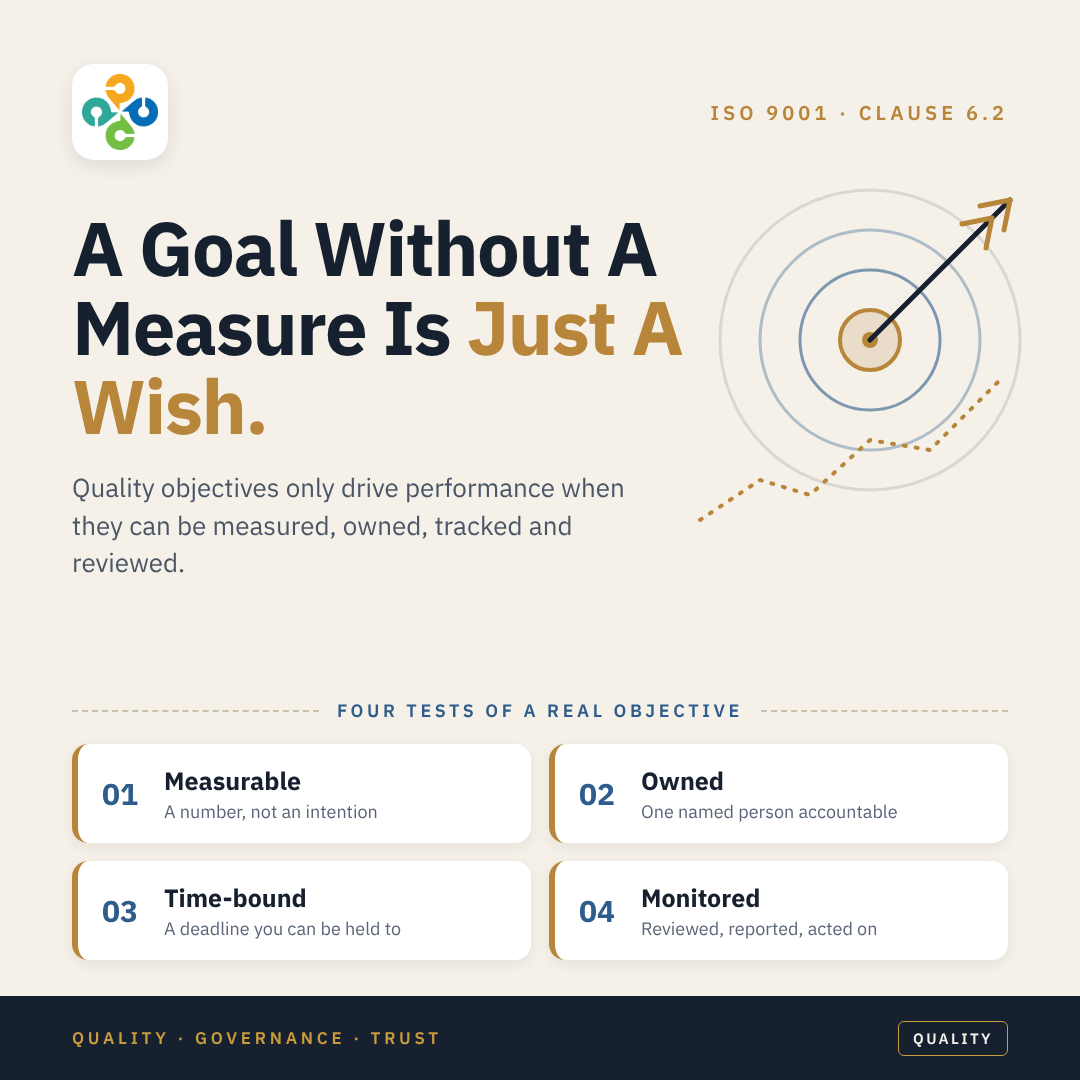 ISO 9001 · CLAUSE 6.2
A Goal Without A
Measure Is Just A
Wish.
Quality objectives only drive performance when
they can be measured, owned, tracked and
reviewed.
FOUR TESTS OF A REAL OBJECTIVE
01 Measurable
A number, not an intention
02 Owned
One named person accountable
03 Time-bound
A deadline you can be held to
04 Monitored
Reviewed, reported, acted on
QUALITY · GOVERNANCE · TRUST
QUALITY